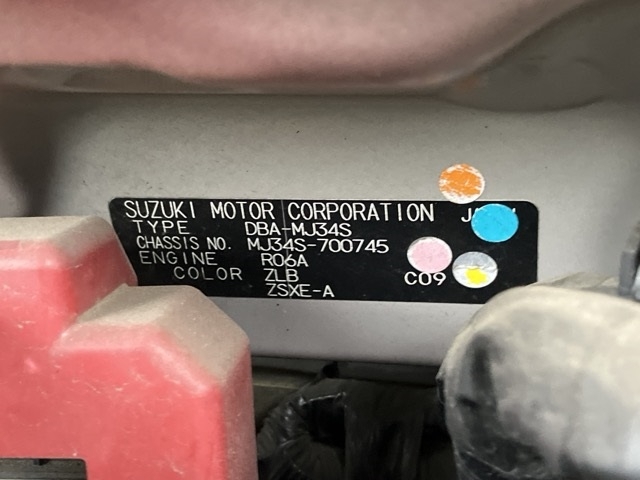 SUZUKI MOTOR CORPORATION
TYPE DBA-MJ34S
CHASSIS NO. MJ34S-700745
ENGINE R06A
COLOR ZLB C09
ZSXE-A